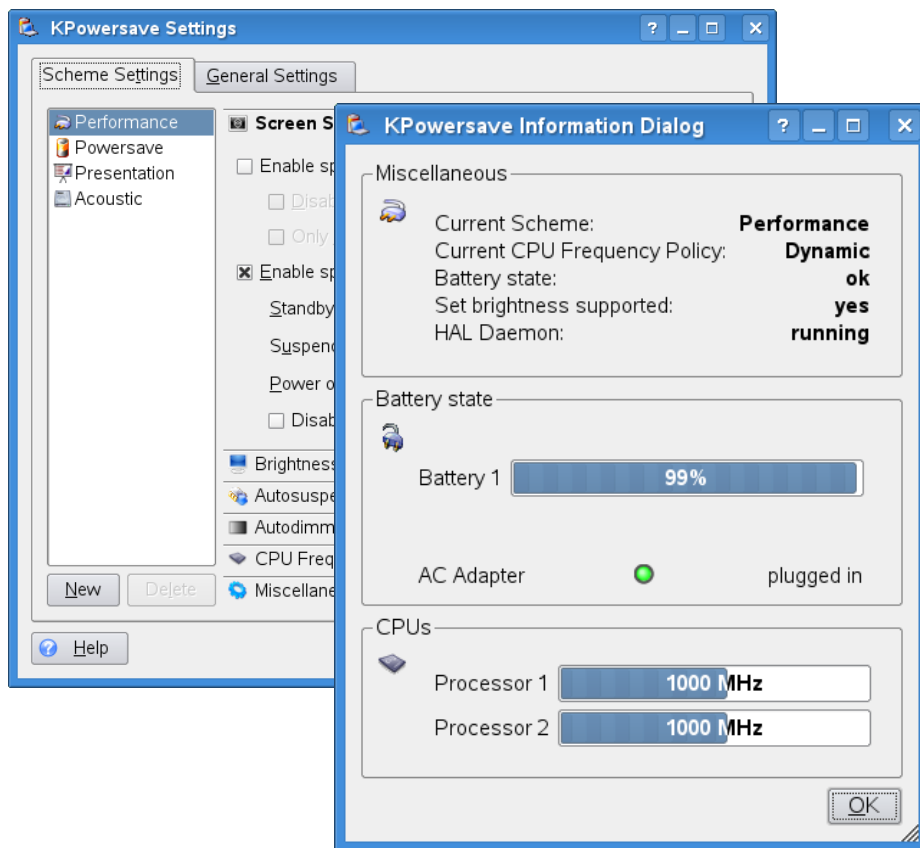 KPowersave Settings
Scheme Settings
General Settings
Performance
Powersave
Presentation
Acoustic
Screen S
Enable sp
Disab
Only
Enable sp
Standby
Suspend
Power o
Disab
Brightness
Autosuspe
Autodimm
CPU Freq
Miscellane
New
Delete
Help
KPowersave Information Dialog
Miscellaneous
Current Scheme: Performance
Current CPU Frequency Policy: Dynamic
Battery state: ok
Set brightness supported: yes
HAL Daemon: running
Battery state
Battery 1 99%
AC Adapter plugged in
CPUs
Processor 1 1000 MHz
Processor 2 1000 MHz
OK